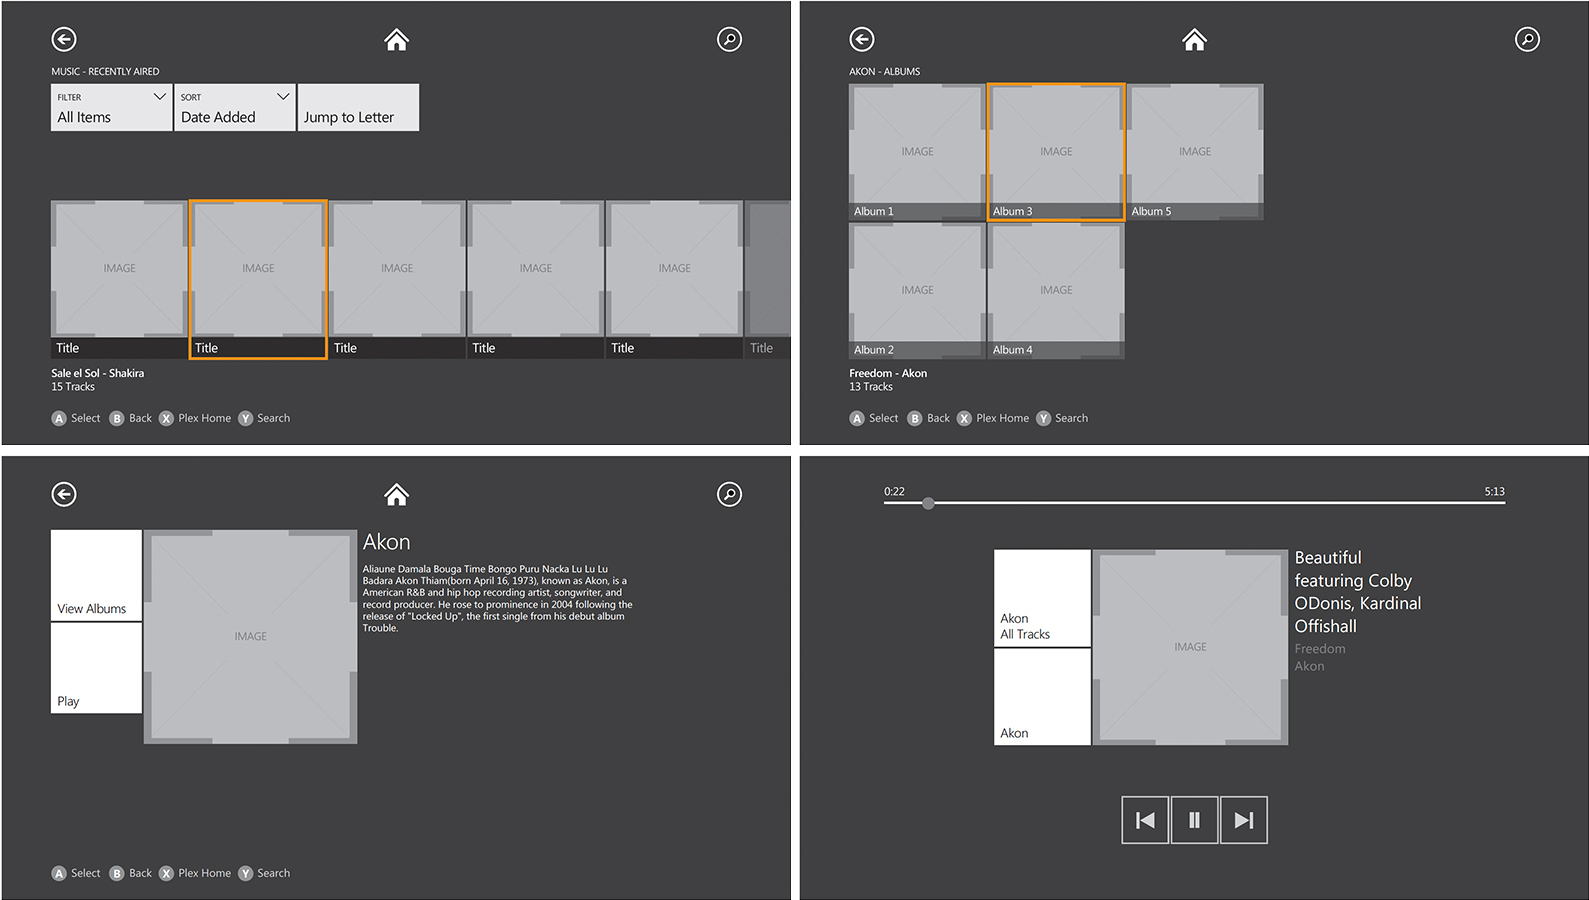 MUSIC - RECENTLY AIRED
FILTER
All Items
SORT
Date Added
Jump to Letter
IMAGE
IMAGE
IMAGE
IMAGE
IMAGE
Title
Title
Title
Title
Title
Title
Sale el Sol - Shakira
15 Tracks
A Select B Back X Plex Home Y Search
AKON - ALBUMS
IMAGE
IMAGE
IMAGE
Album 1
Album 3
Album 5
IMAGE
IMAGE
Album 2
Album 4
Freedom - Akon
13 Tracks
A Select B Back X Plex Home Y Search
View Albums
Play
IMAGE
Akon
Aliaune Damala Bouga Time Bongo Puru Nacka Lu Lu Lu
Badara Akon Thiam(born April 16, 1973), known as Akon, is a
American R&B and hip hop recording artist, songwriter, and
record producer. He rose to prominence in 2004 following the
release of "Locked Up", the first single from his debut album
Trouble.
A Select B Back X Plex Home Y Search
0:22
5:13
Akon
All Tracks
Akon
IMAGE
Beautiful
featuring Colby
ODonis, Kardinal
Offishall
Freedom
Akon